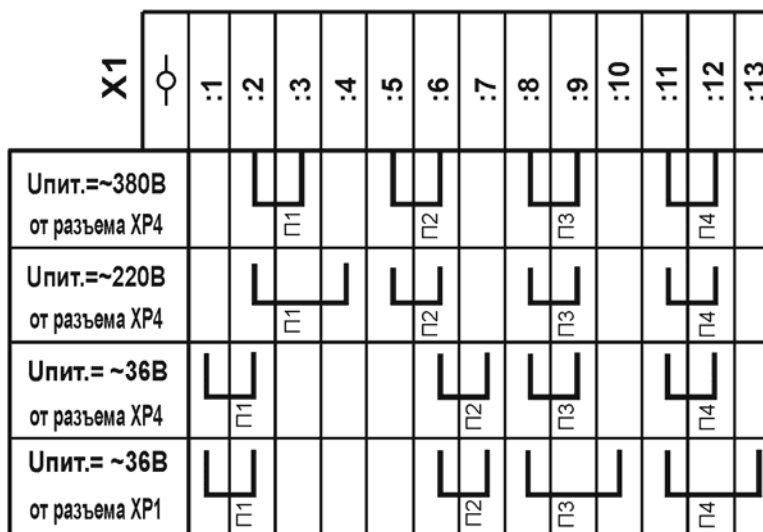 X1 :1 :2 :3 :4 :5 :6 :7 :8 :9 :10 :11 :12 :13
Uпит.=~380В
от разъема XP4
П1 П2 П3 П4
Uпит.=~220В
от разъема XP4
П1 П2 П3 П4
Uпит.= ~36В
от разъема XP4
П1 П2 П3 П4
Uпит.= ~36В
от разъема XP1
П1 П2 П3 П4